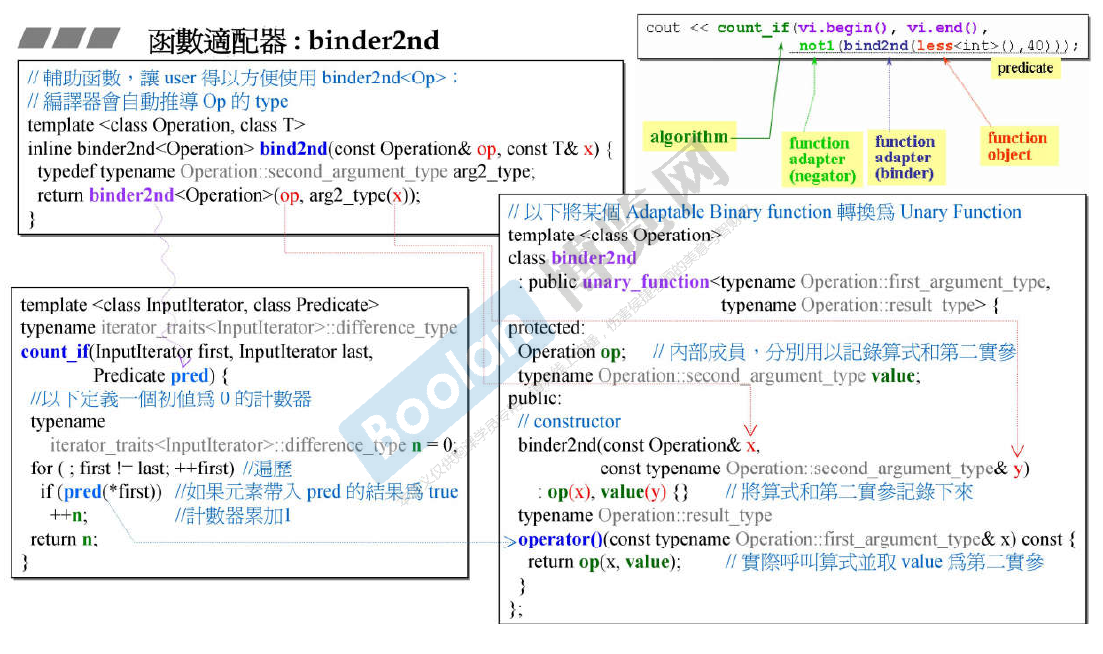 函數適配器 : binder2nd
cout << count_if(vi.begin(), vi.end(),
not1(bind2nd(less<int>(),40)));
predicate
algorithm
function
adapter
(negator)
function
adapter
(binder)
function
object
// 輔助函數，讓 user 得以方便使用 binder2nd<Op>：
// 編譯器會自動推導 Op 的 type
template <class Operation, class T>
inline binder2nd<Operation> bind2nd(const Operation& op, const T& x) {
typedef typename Operation::second_argument_type arg2_type;
return binder2nd<Operation>(op, arg2_type(x));
}
template <class InputIterator, class Predicate>
typename iterator_traits<InputIterator>::difference_type
count_if(InputIterator first, InputIterator last,
Predicate pred) {
//以下定義一個初值為 0 的計數器
typename
iterator_traits<InputIterator>::difference_type n = 0;
for ( ; first != last; ++first) //遍歷
if (pred(*first)) //如果元素帶入 pred 的結果為 true
++n; //計數器累加1
return n;
}
// 以下將某個 Adaptable Binary function 轉換為 Unary Function
template <class Operation>
class binder2nd
: public unary_function<typename Operation::first_argument_type,
typename Operation::result_type> {
protected:
Operation op; // 內部成員，分別用以記錄算式和第二實參
typename Operation::second_argument_type value;
public:
// constructor
binder2nd(const Operation& x,
const typename Operation::second_argument_type& y)
: op(x), value(y) {} // 將算式和第二實參記錄下來
typename Operation::result_type
operator()(const typename Operation::first_argument_type& x) const {
return op(x, value); // 實際呼叫算式並取 value 為第二實參
}
};
Boolan
博览网